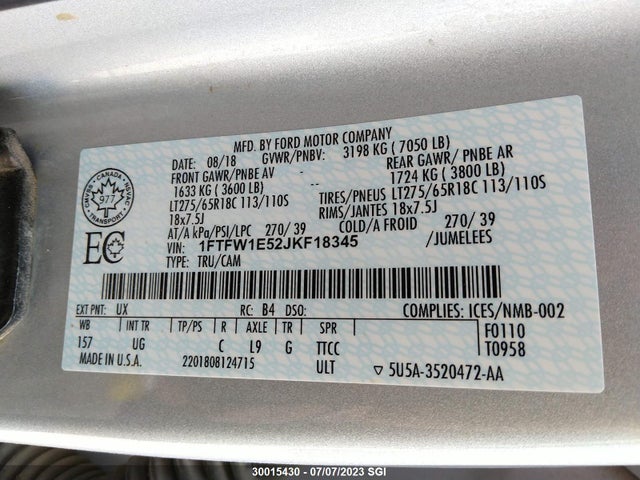 MFD. BY FORD MOTOR COMPANY
DATE: 08/18 GVWR/PNBV: 3198 KG ( 7050 LB)
FRONT GAWR/PNBE AV -- REAR GAWR/ PNBE AR
1633 KG ( 3600 LB) 1724 KG ( 3800 LB)
LT275/65R18C 113/110S TIRES/PNEUS LT275/65R18C 113/110S
18x7.5J RIMS/JANTES 18x7.5J
AT/A kPa/PSI/LPC 270/ 39 COLD/A FROID 270/ 39
VIN: 1FTFW1E52JKF18345 /JUMELEES
TYPE: TRU/CAM
CANADA
NSVAC
CMVSS
977
EC
EXT PNT: UX RC: B4 DSO: COMPLIES: ICES/NMB-002
WB INT TR TP/PS R AXLE TR SPR F0110
157 UG C L9 G TTCC T0958
MADE IN U.S.A. 2201808124715 ULT ▽ 5U5A-3520472-AA
30015430 - 07/07/2023 SGI